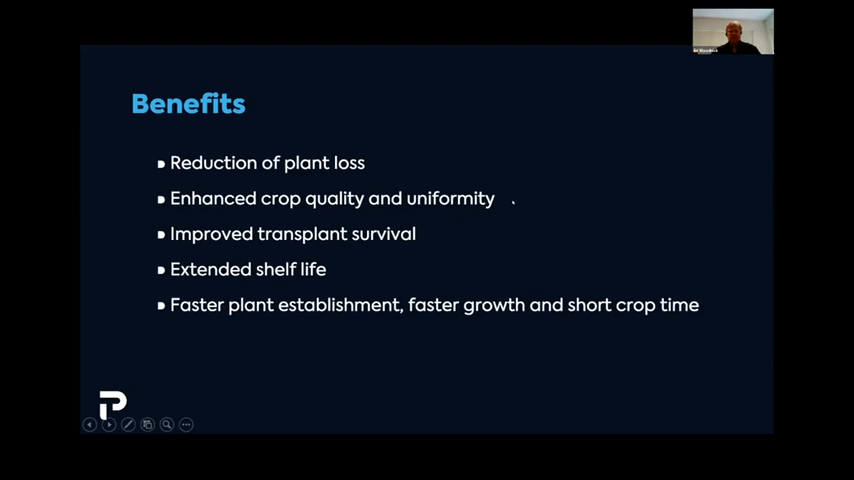 Benefits
Reduction of plant loss
Enhanced crop quality and uniformity
Improved transplant survival
Extended shelf life
Faster plant establishment, faster growth and short crop time